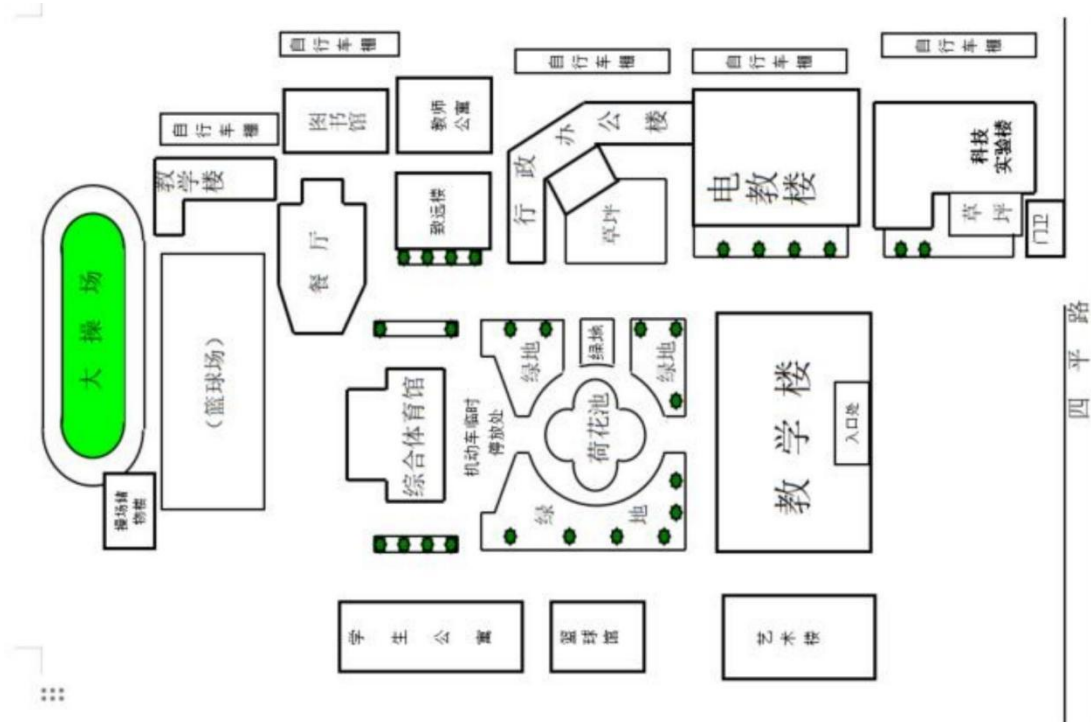 自行车棚
自行车棚
自行车棚
自行车棚
自行车棚
图书馆
教师
公寓
行政办公楼
电教楼
科技
实验楼
教学楼
致远楼
草坪
草坪
门卫
餐厅
大操场
（篮球场）
绿地
绿地
绿地
荷花池
综合体育馆
机动车临时
停放处
教学楼
入口处
四平路
操场储
物楼
绿地
学生公寓
篮球馆
艺术楼